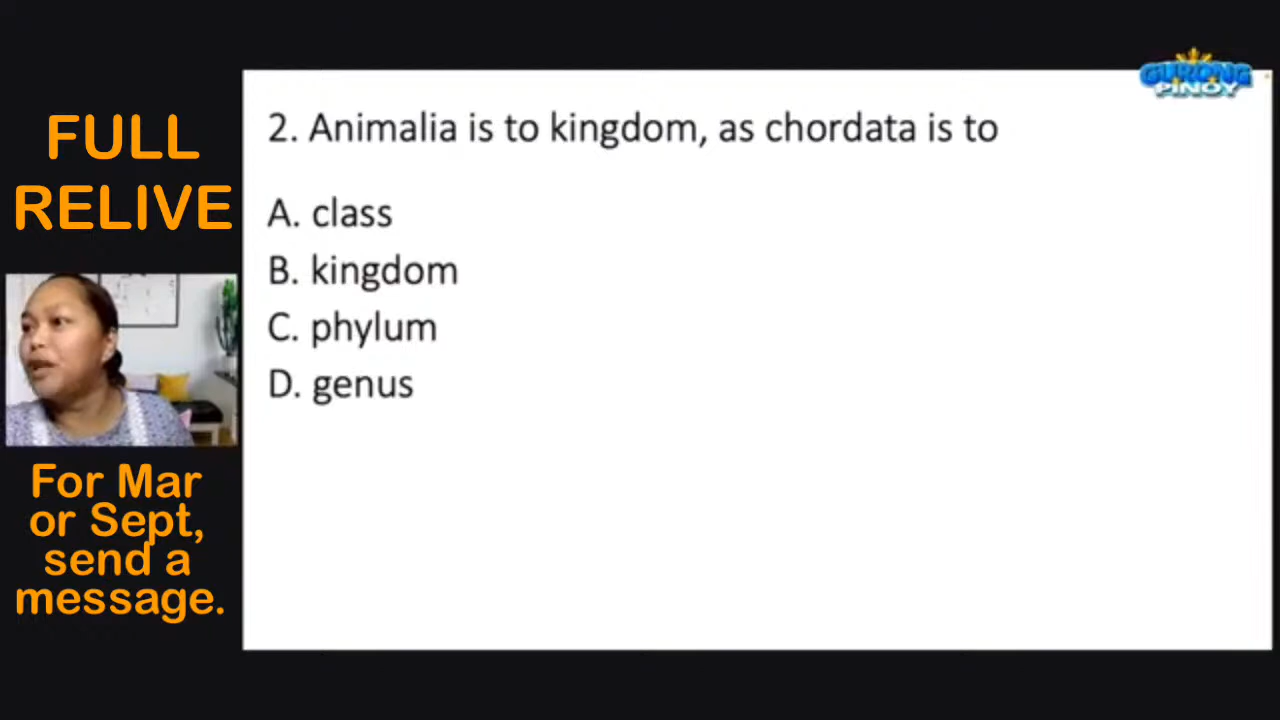 GURONG
PINOY
FULL
RELIVE
2. Animalia is to kingdom, as chordata is to
A. class
B. kingdom
C. phylum
D. genus
For Mar
or Sept,
send a
message.